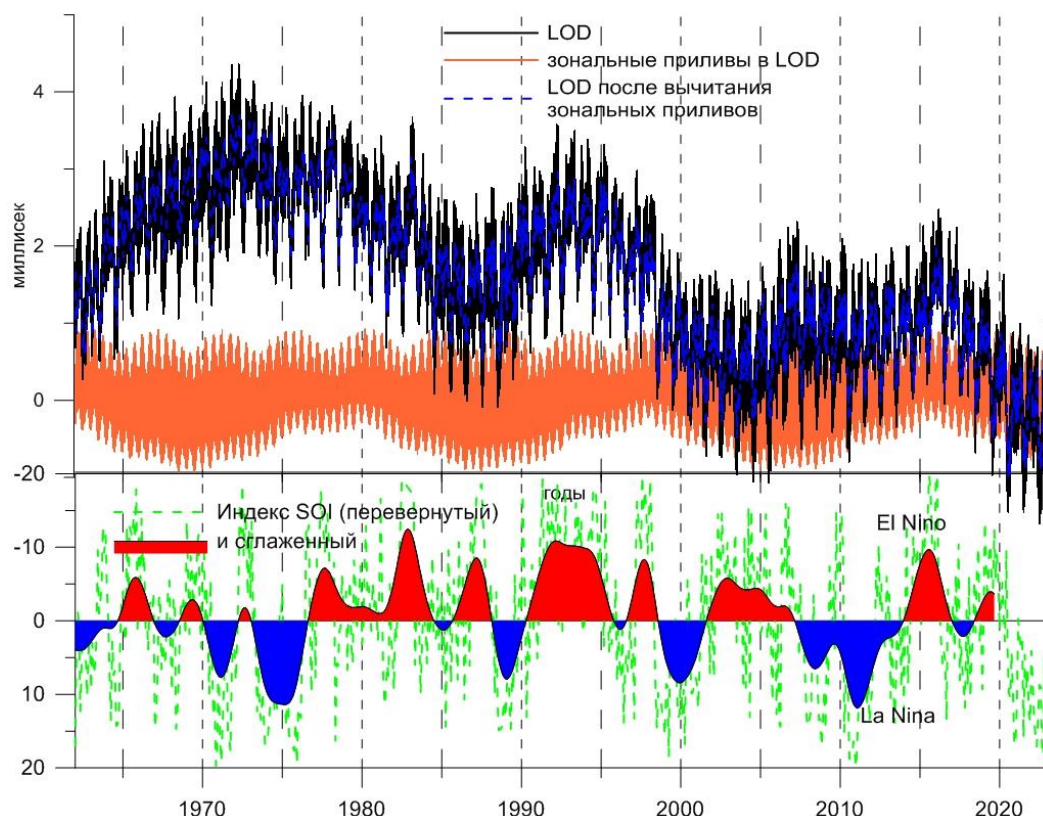 LOD
зональные приливы в LOD
LOD после вычитания
зональных приливов
4
2
0
миллисек
-20
-10
0
10
20
годы
Индекс SOI (перевернутый)
и сглаженный
El Nino
La Nina
1970
1980
1990
2000
2010
2020